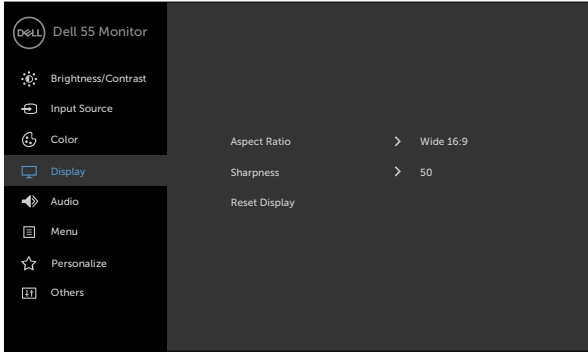 DELL
Dell 55 Monitor
Brightness/Contrast
Input Source
Color
Aspect Ratio
Wide 16:9
Display
Sharpness
50
Audio
Reset Display
Menu
Personalize
Others